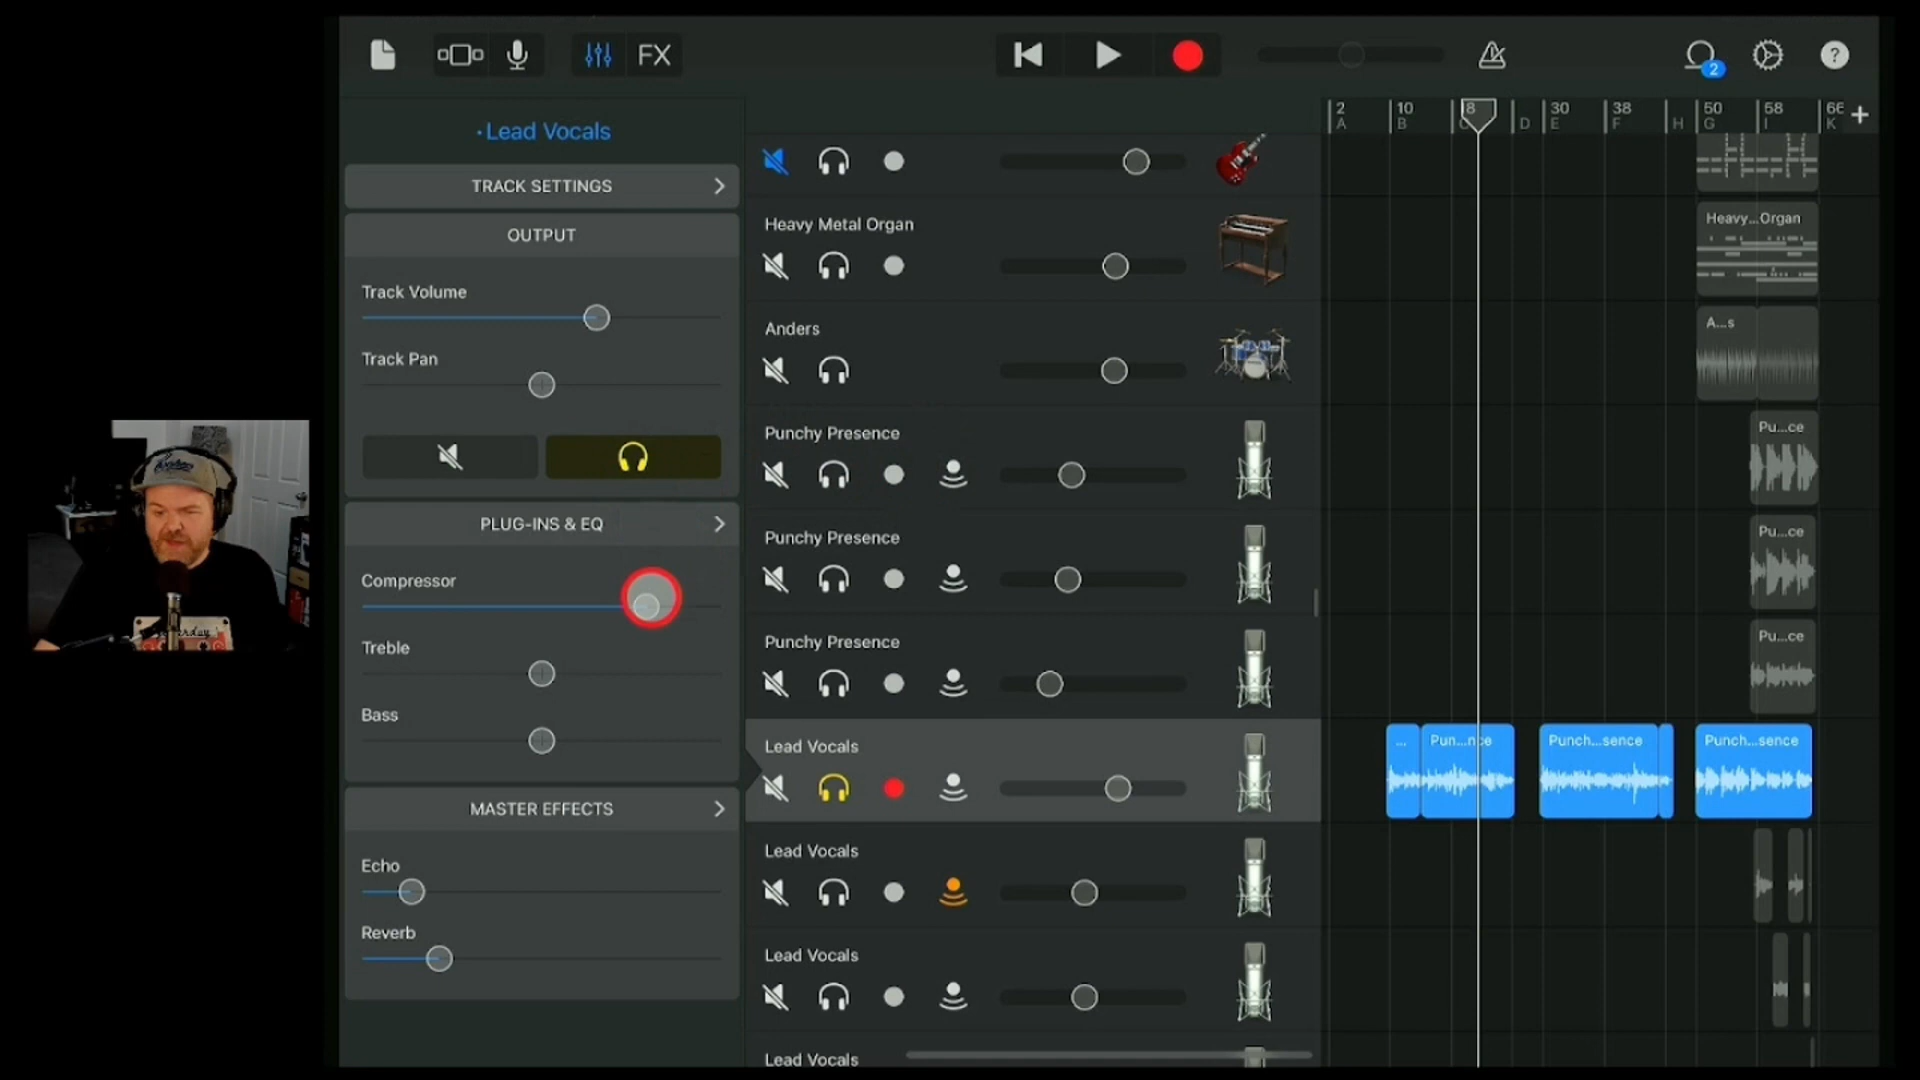 FX
2
?
·Lead Vocals
TRACK SETTINGS
OUTPUT
Track Volume
Track Pan
PLUG-INS & EQ
Compressor
Treble
Bass
MASTER EFFECTS
Echo
Reverb
Heavy Metal Organ
Anders
Punchy Presence
Punchy Presence
Punchy Presence
Lead Vocals
Lead Vocals
Lead Vocals
Lead Vocals
2 10 8 30 38 50 58 66 +
A B C D E F H G I K
Heavy...Organ
A...s
Pu...ce
Pu...ce
Pu...ce
... Pun...nce Punch...sence Punch...sence